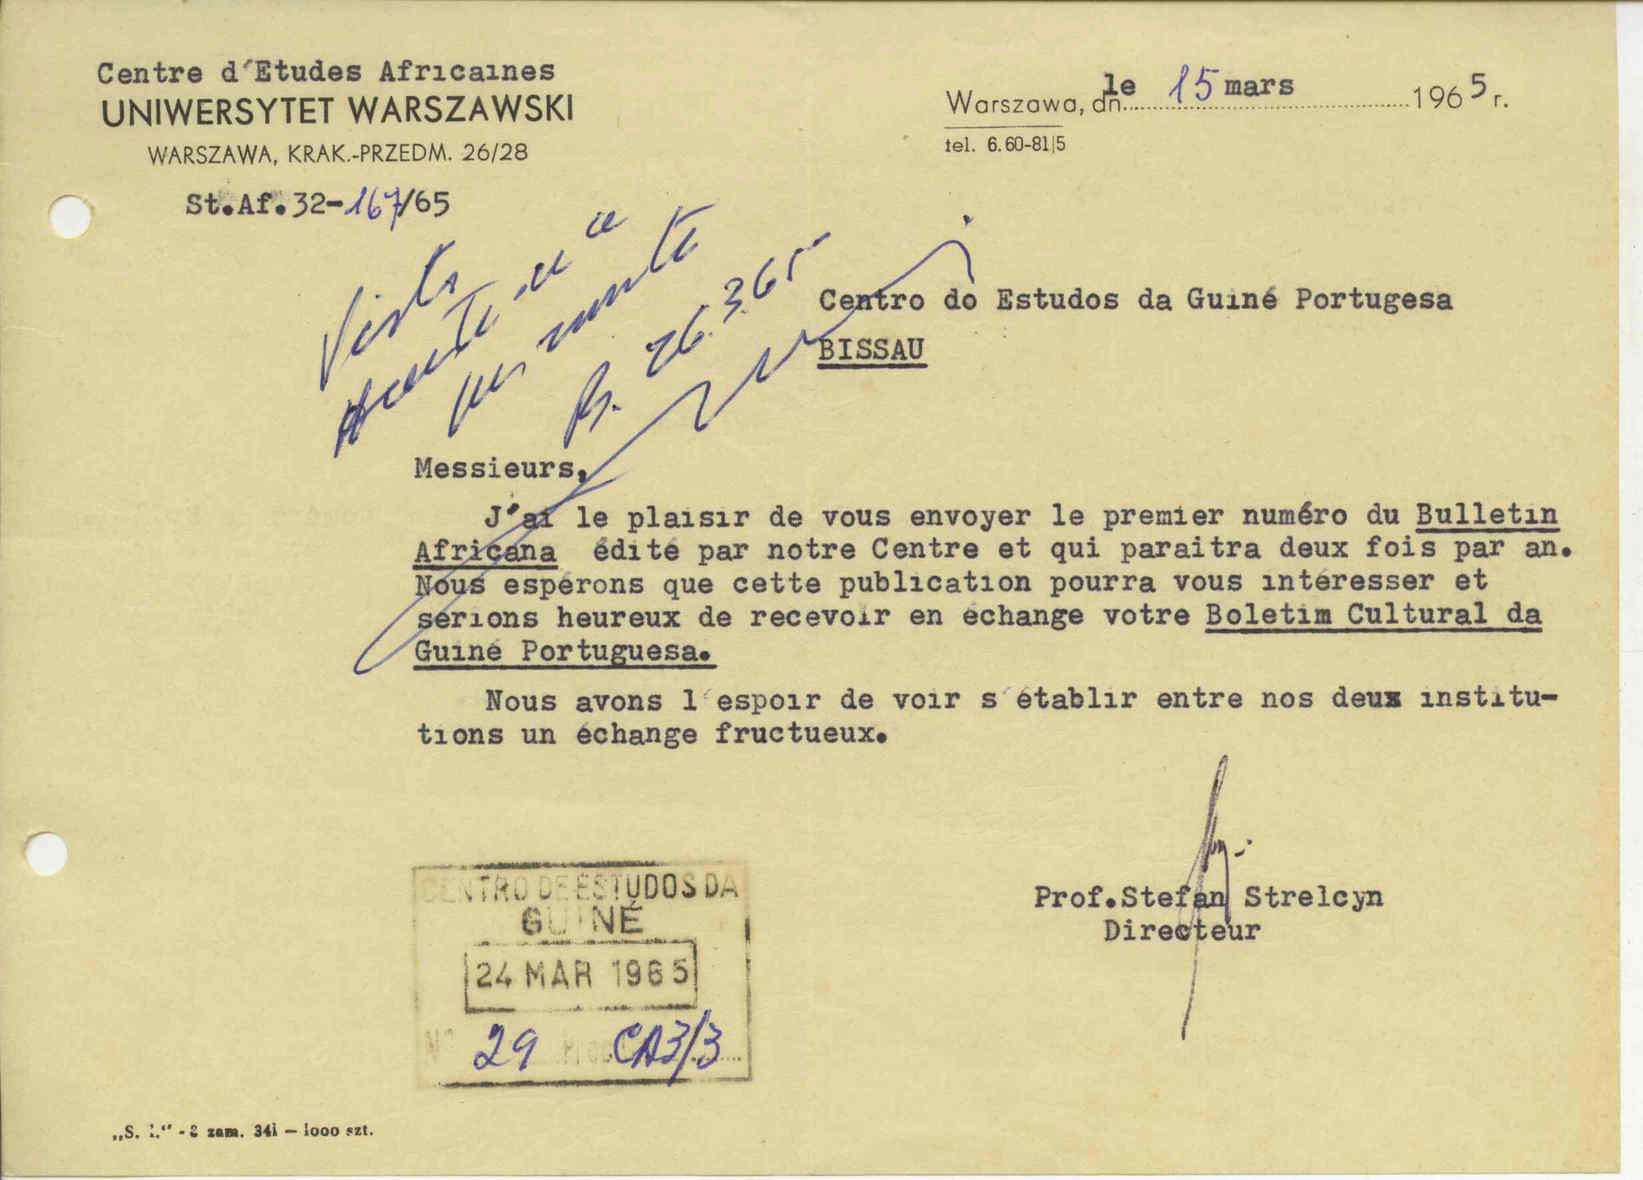 Centre d'Etudes Africaines
UNIWERSYTET WARSZAWSKI
WARSZAWA, KRAK.-PRZEDM. 26/28
St.Af.32-167/65
Warszawa, dn. le 15 mars 1965 r.
tel. 6.60-81|5
Visto
B. 26.3.65
Centro do Estudos da Guiné Portugesa
BISSAU
Messieurs,
J'ai le plaisir de vous envoyer le premier numéro du Bulletin
Africana édité par notre Centre et qui paraitra deux fois par an.
Nous espérons que cette publication pourra vous intéresser et
serions heureux de recevoir en échange votre Boletim Cultural da
Guiné Portuguesa.
Nous avons l'espoir de voir s'établir entre nos deux institu-
tions un échange fructueux.
Prof.Stefan Strelcyn
Directeur
CENTRO DE ESTUDOS DA
GUINÉ
24 MAR 1965
Nº 29 CA3/3
zam. 341 — 1000 szt.